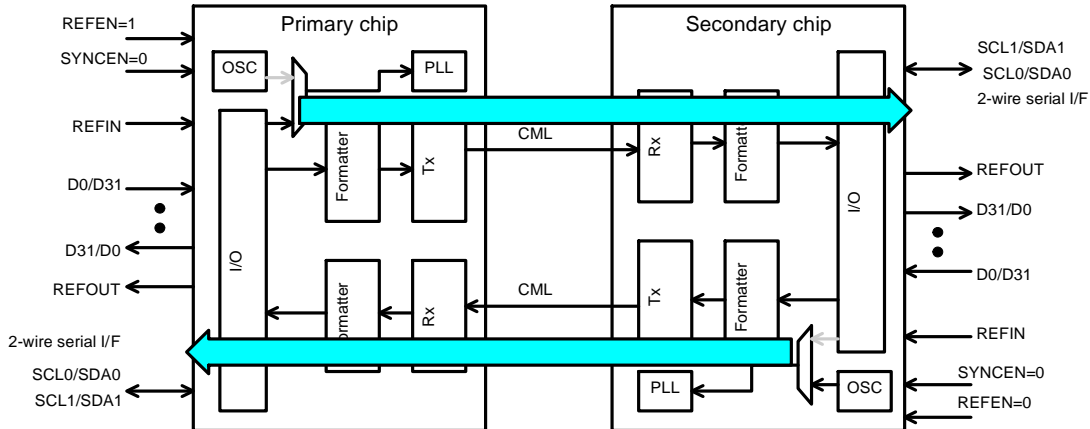 REFEN=1
SYNCEN=0
REFIN
D0/D31
D31/D0
REFOUT
2-wire serial I/F
SCL0/SDA0
SCL1/SDA1
Primary chip
OSC
PLL
I/O
Formatter
Tx
Formatter
Rx
CML
CML
Secondary chip
Rx
Formatter
I/O
Tx
Formatter
PLL
OSC
SCL1/SDA1
SCL0/SDA0
2-wire serial I/F
REFOUT
D31/D0
D0/D31
REFIN
SYNCEN=0
REFEN=0